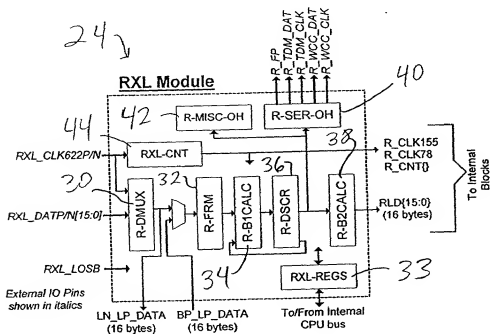 24
R_FP
R_TDM_DAT
R_TDM_CLK
R_WCC_DAT
R_WCC_CLK
RXL Module
42
R-MISC-OH
R-SER-OH
40
44
RXL-CNT
38
RXL_CLK622P/N
R_CLK155
R_CLK78
R_CNT{}
To Internal
Blocks
30
32
36
RXL_DATP/N[15:0]
R-DMUX
R-FRM
R-B1CALC
R-DSCR
R-B2CALC
RLD[15:0]
(16 bytes)
34
RXL_LOSB
RXL-REGS
33
External IO Pins
shown in italics
LN_LP_DATA
(16 bytes)
BP_LP_DATA
(16 bytes)
To/From Internal
CPU bus